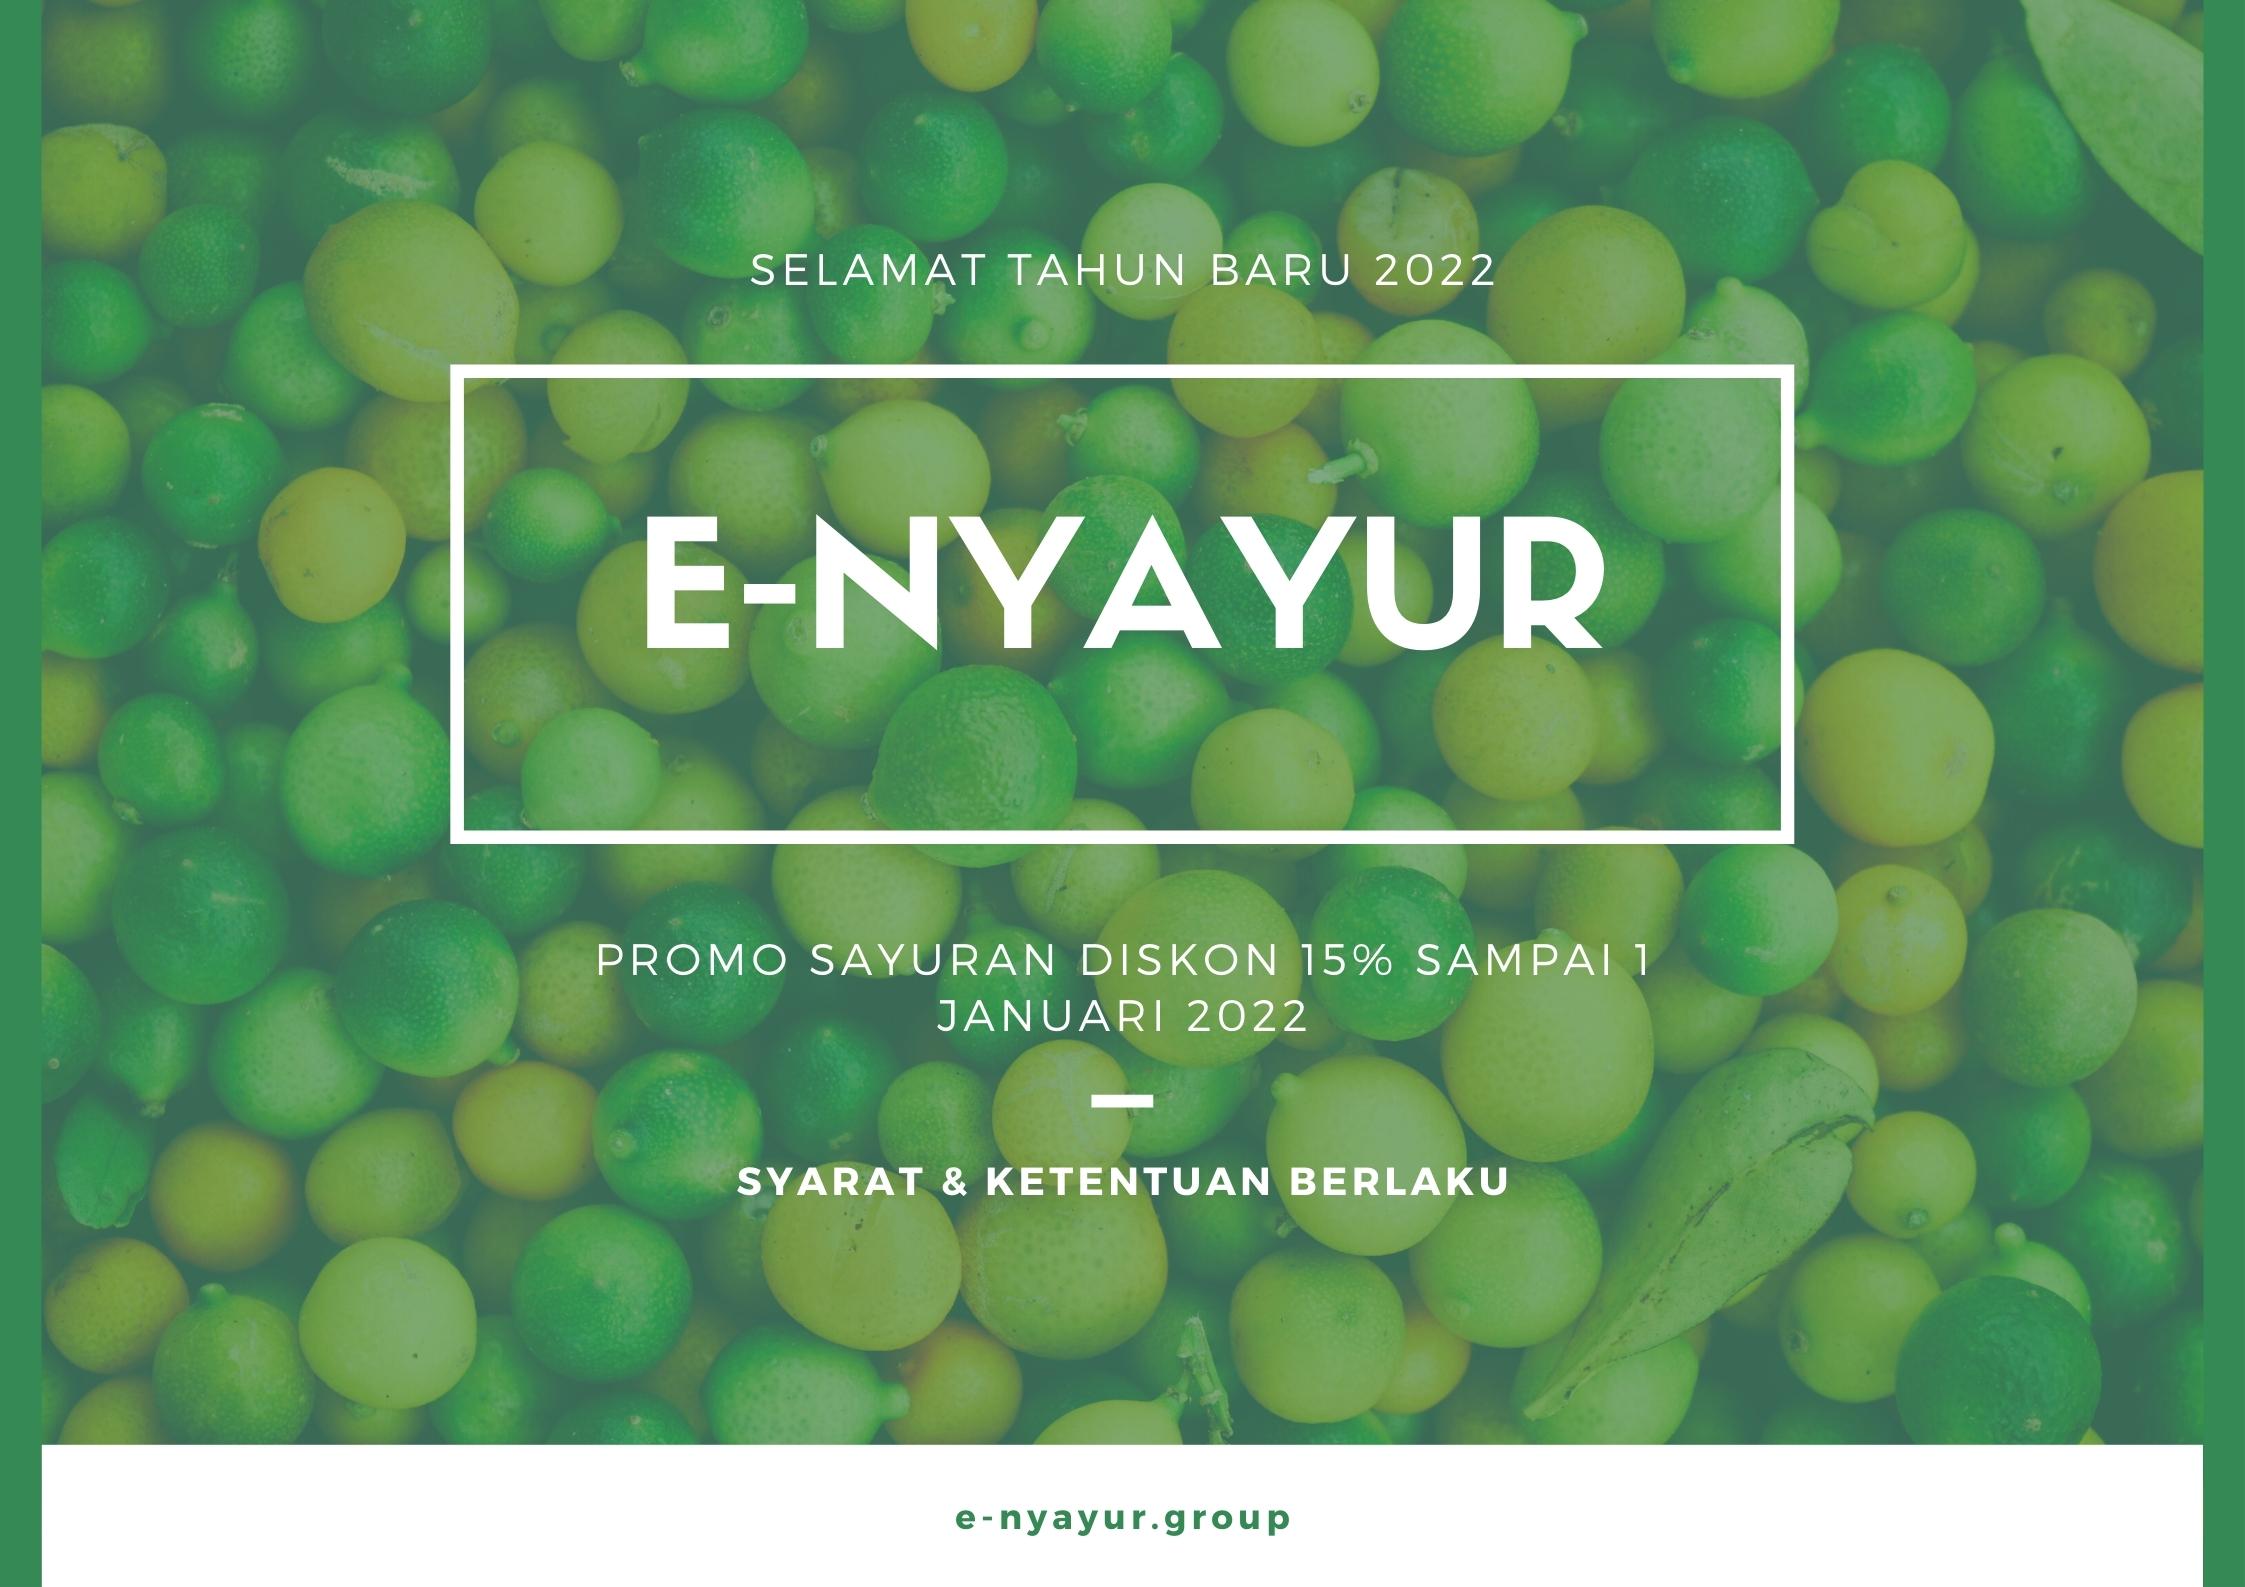 SELAMAT TAHUN BARU 2022
E-NYAYUR
PROMO SAYURAN DISKON 15% SAMPAI 1
JANUARI 2022
SYARAT & KETENTUAN BERLAKU
e-nyayur.group